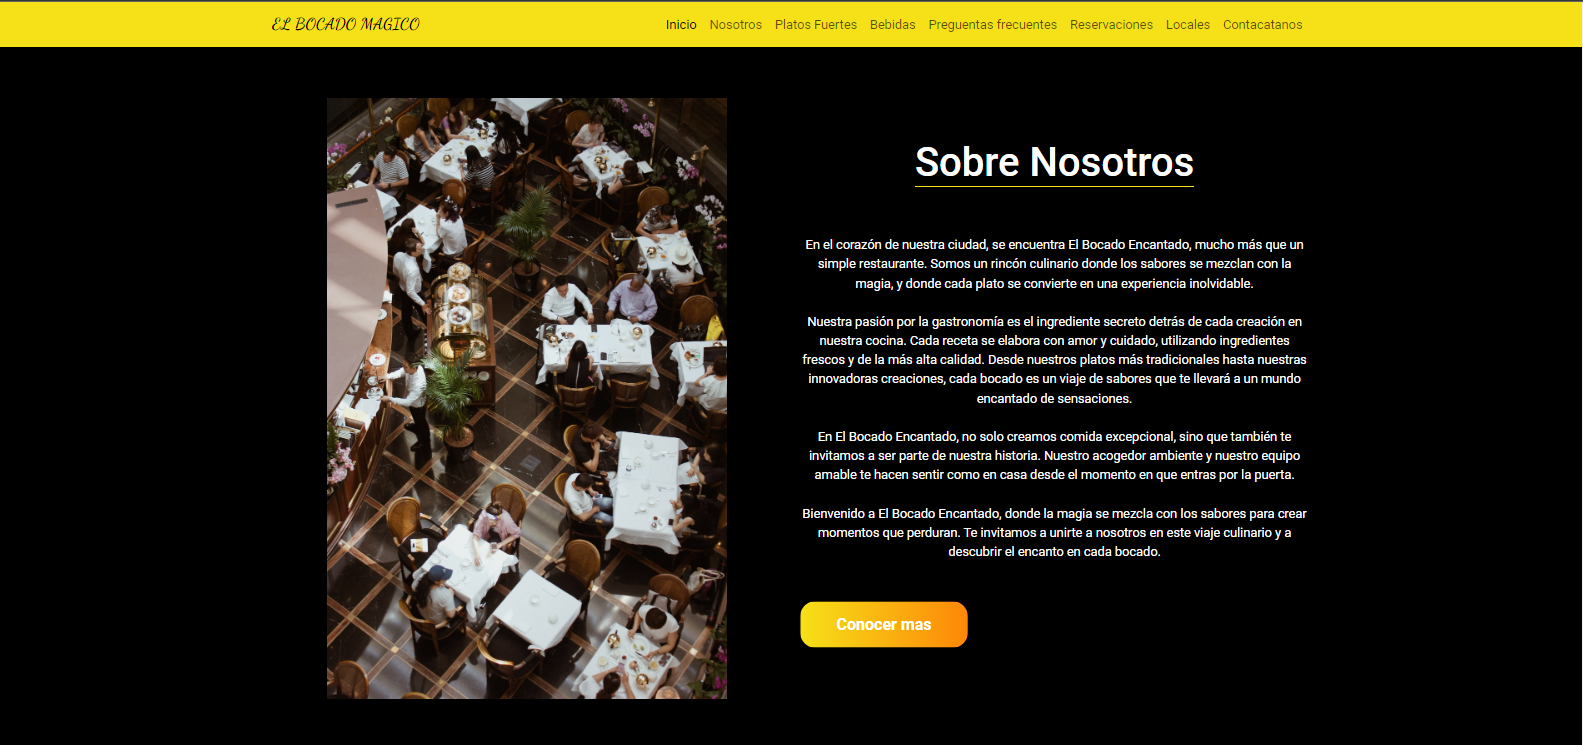 EL BOCADO MAGICO
Inicio Nosotros Platos Fuertes Bebidas Preguentas frecuentes Reservaciones Locales Contacatanos
Sobre Nosotros
En el corazón de nuestra ciudad, se encuentra El Bocado Encantado, mucho más que un
simple restaurante. Somos un rincón culinario donde los sabores se mezclan con la
magia, y donde cada plato se convierte en una experiencia inolvidable.
Nuestra pasión por la gastronomía es el ingrediente secreto detrás de cada creación en
nuestra cocina. Cada receta se elabora con amor y cuidado, utilizando ingredientes
frescos y de la más alta calidad. Desde nuestros platos más tradicionales hasta nuestras
innovadoras creaciones, cada bocado es un viaje de sabores que te llevará a un mundo
encantado de sensaciones.
En El Bocado Encantado, no solo creamos comida excepcional, sino que también te
invitamos a ser parte de nuestra historia. Nuestro acogedor ambiente y nuestro equipo
amable te hacen sentir como en casa desde el momento en que entras por la puerta.
Bienvenido a El Bocado Encantado, donde la magia se mezcla con los sabores para crear
momentos que perduran. Te invitamos a unirte a nosotros en este viaje culinario y a
descubrir el encanto en cada bocado.
Conocer mas